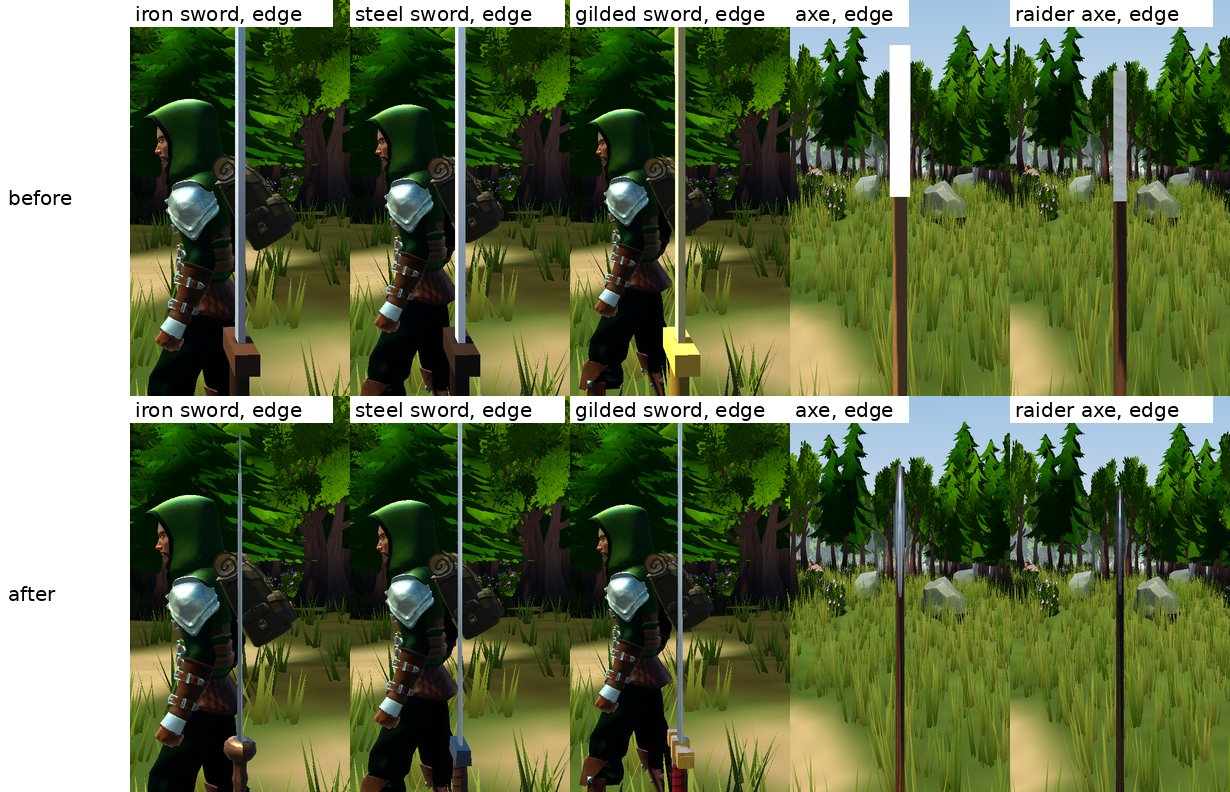 iron sword, edge
steel sword, edge
gilded sword, edge
axe, edge
raider axe, edge
before
iron sword, edge
steel sword, edge
gilded sword, edge
axe, edge
raider axe, edge
after